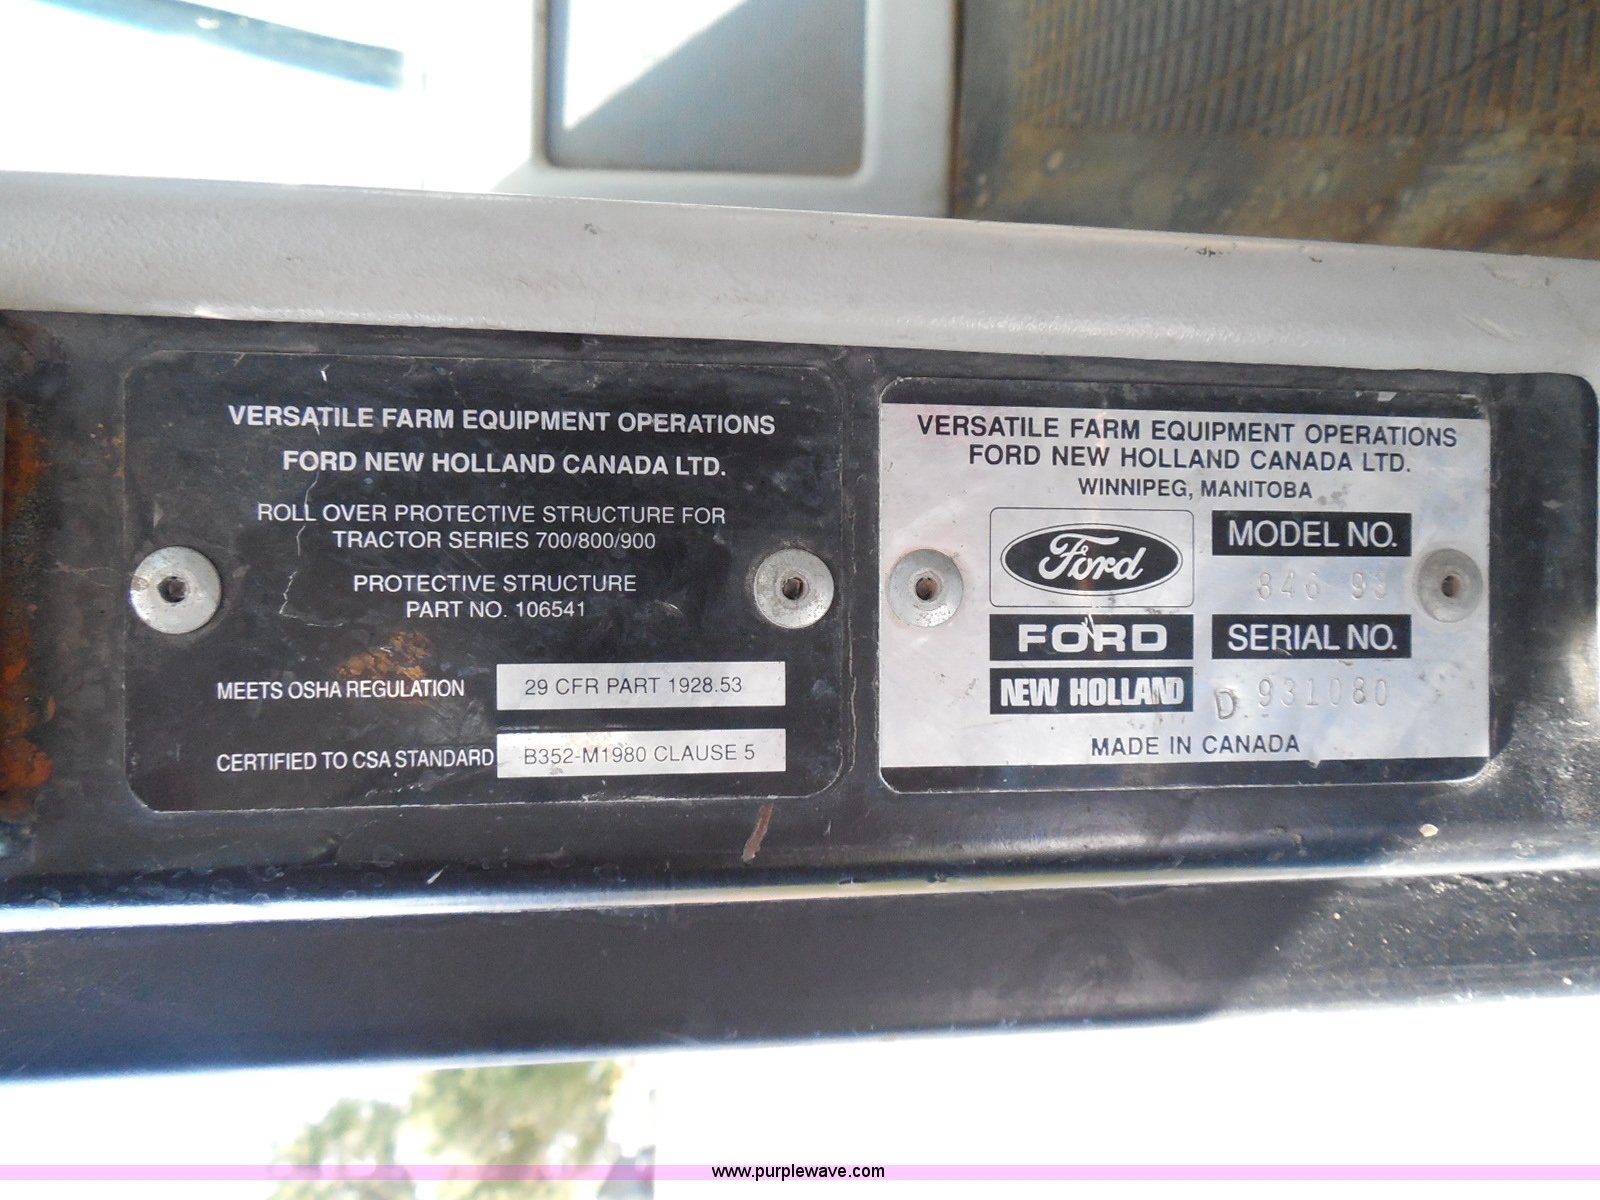 VERSATILE FARM EQUIPMENT OPERATIONS
FORD NEW HOLLAND CANADA LTD.
ROLL OVER PROTECTIVE STRUCTURE FOR
TRACTOR SERIES 700/800/900
PROTECTIVE STRUCTURE
PART NO. 106541
MEETS OSHA REGULATION 29 CFR PART 1928.53
CERTIFIED TO CSA STANDARD B352-M1980 CLAUSE 5
VERSATILE FARM EQUIPMENT OPERATIONS
FORD NEW HOLLAND CANADA LTD.
WINNIPEG, MANITOBA
Ford
MODEL NO.
846 93
FORD
NEW HOLLAND
SERIAL NO.
D 931080
MADE IN CANADA
www.purplewave.com